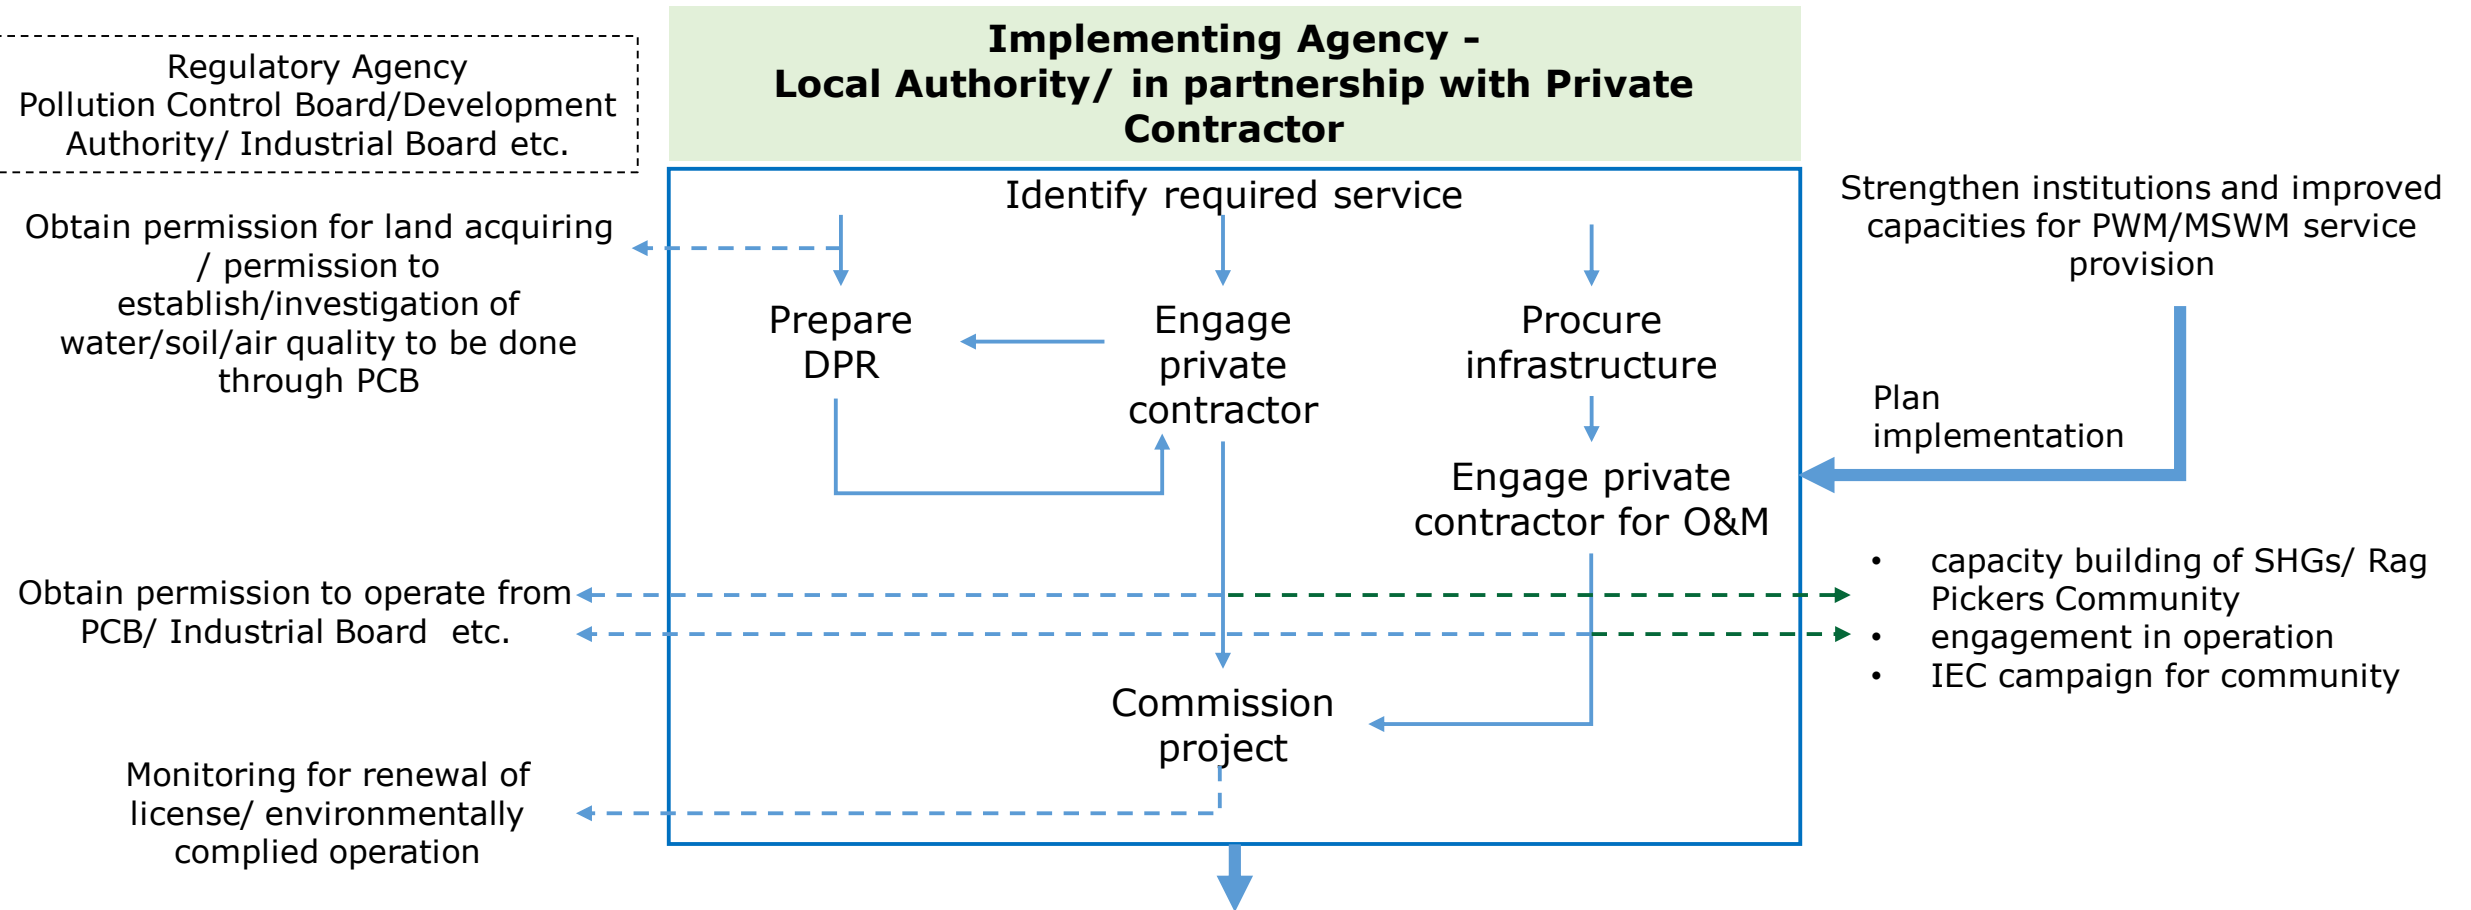 Implementing Agency -
Local Authority/ in partnership with Private
Contractor
Regulatory Agency
Pollution Control Board/Development
Authority/ Industrial Board etc.
Identify required service
Obtain permission for land acquiring
/ permission to
establish/investigation of
water/soil/air quality to be done
through PCB
Strengthen institutions and improved
capacities for PWM/MSWM service
provision
Prepare
DPR
Engage
private
contractor
Procure
infrastructure
Plan
implementation
Engage private
contractor for O&M
Obtain permission to operate from
PCB/ Industrial Board etc.
• capacity building of SHGs/ Rag
Pickers Community
• engagement in operation
• IEC campaign for community
Commission
project
Monitoring for renewal of
license/ environmentally
complied operation